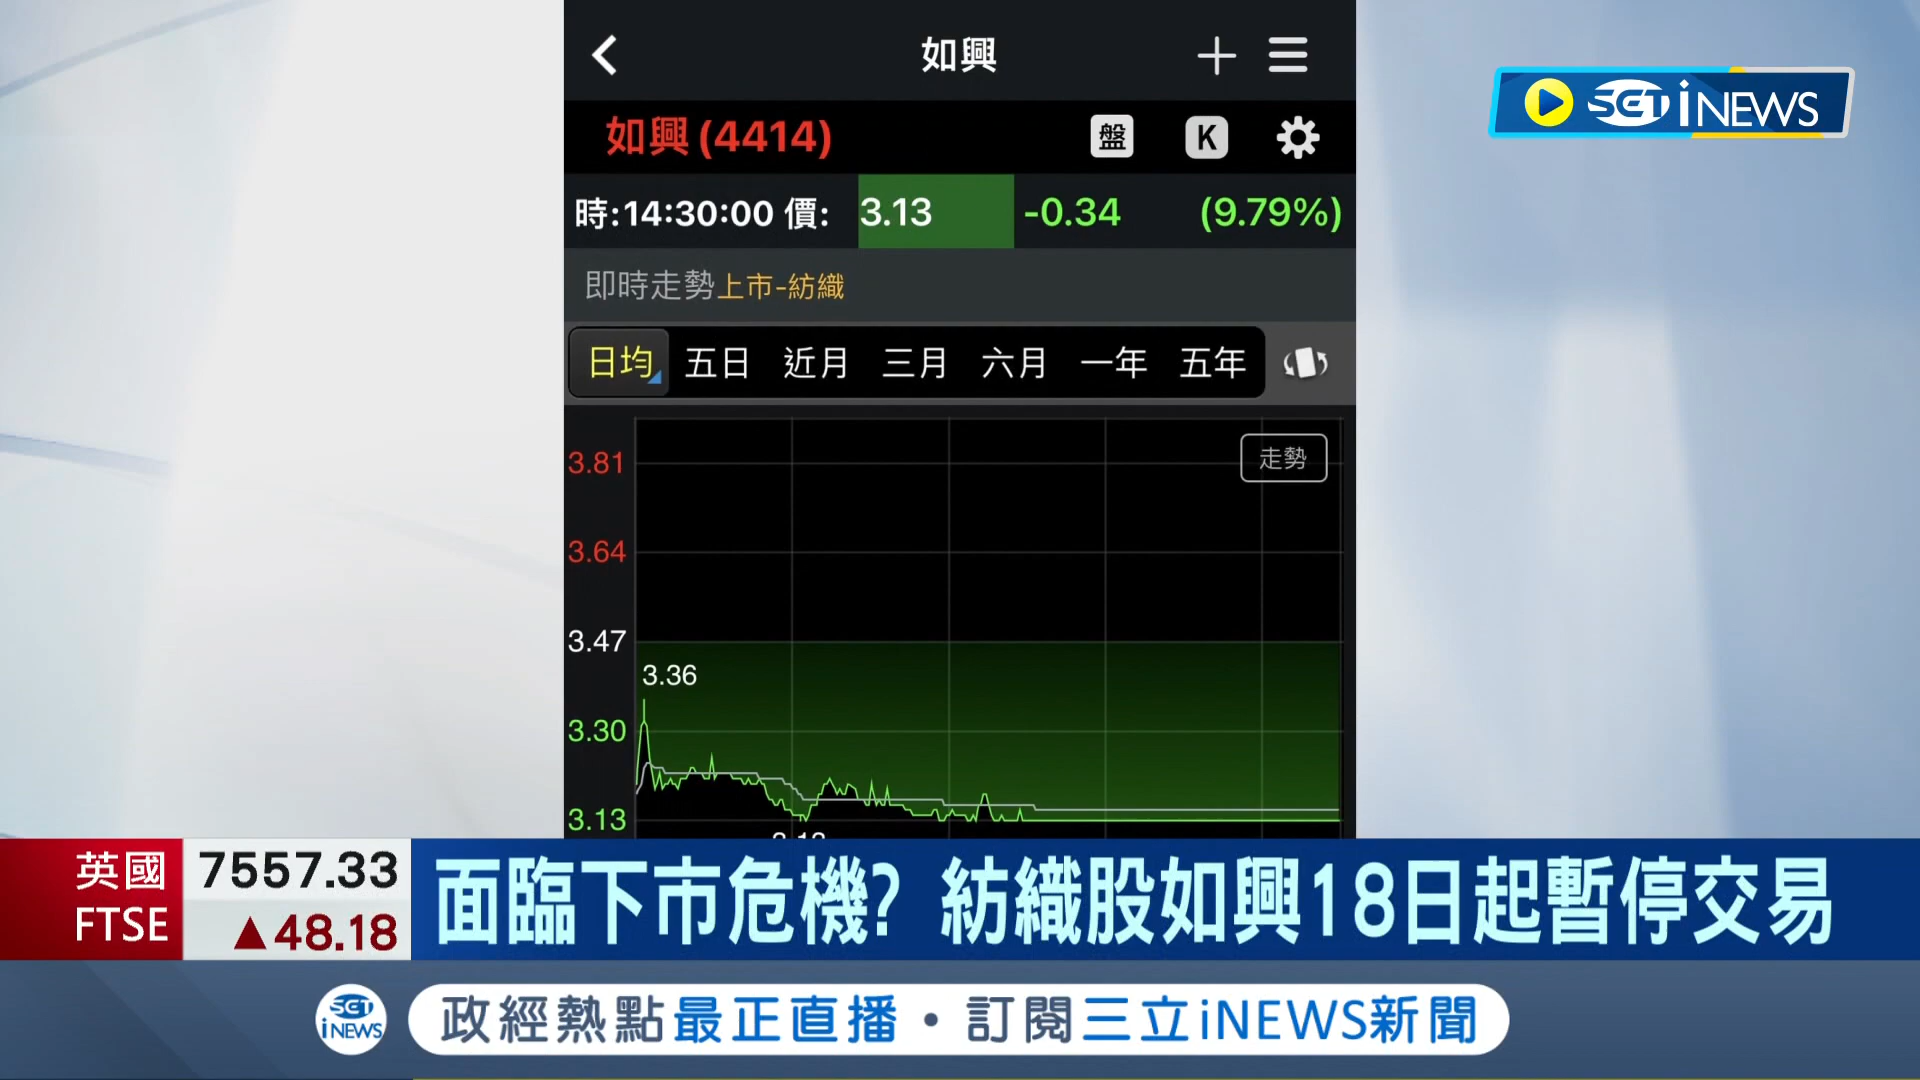 如興
SET iNEWS
如興(4414)
盤
K
時:14:30:00 價: 3.13 -0.34 (9.79%)
即時走勢上市-紡織
日均 五日 近月 三月 六月 一年 五年
走勢
3.81
3.64
3.47
3.36
3.30
3.13
英國 FTSE
7557.33
▲48.18
面臨下市危機? 紡織股如興18日起暫停交易
SET iNEWS
政經熱點最正直播・訂閱三立iNEWS新聞